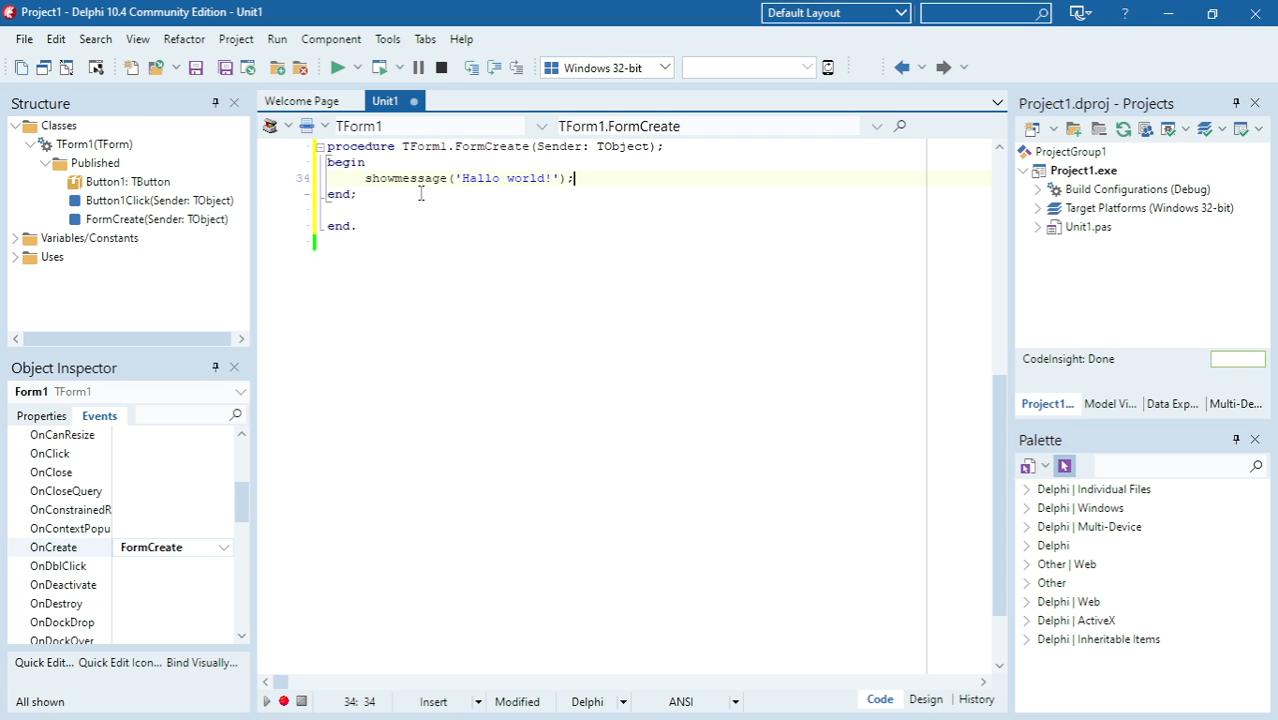 Project1 - Delphi 10.4 Community Edition - Unit1
Default Layout
?
File Edit Search View Refactor Project Run Component Tools Tabs Help
Windows 32-bit
Structure
Classes
TForm1(TForm)
Published
Button1: TButton
Button1Click(Sender: TObject)
FormCreate(Sender: TObject)
Variables/Constants
Uses
Object Inspector
Form1 TForm1
Properties Events
OnCanResize
OnClick
OnClose
OnCloseQuery
OnConstrainedR
OnContextPopu
OnCreate FormCreate
OnDblClick
OnDeactivate
OnDestroy
OnDockDrop
OnDockOver
Quick Edit... Quick Edit Icon... Bind Visually...
All shown
Welcome Page Unit1
TForm1 TForm1.FormCreate
procedure TForm1.FormCreate(Sender: TObject);
begin
34 showmessage('Hallo world!');
end;
end.
34: 34 Insert Modified Delphi ANSI Code Design History
Project1.dproj - Projects
ProjectGroup1
Project1.exe
Build Configurations (Debug)
Target Platforms (Windows 32-bit)
Unit1.pas
CodeInsight: Done
Project1... Model Vi... Data Exp... Multi-De...
Palette
Delphi | Individual Files
Delphi | Windows
Delphi | Multi-Device
Delphi
Other | Web
Other
Delphi | Web
Delphi | ActiveX
Delphi | Inheritable Items